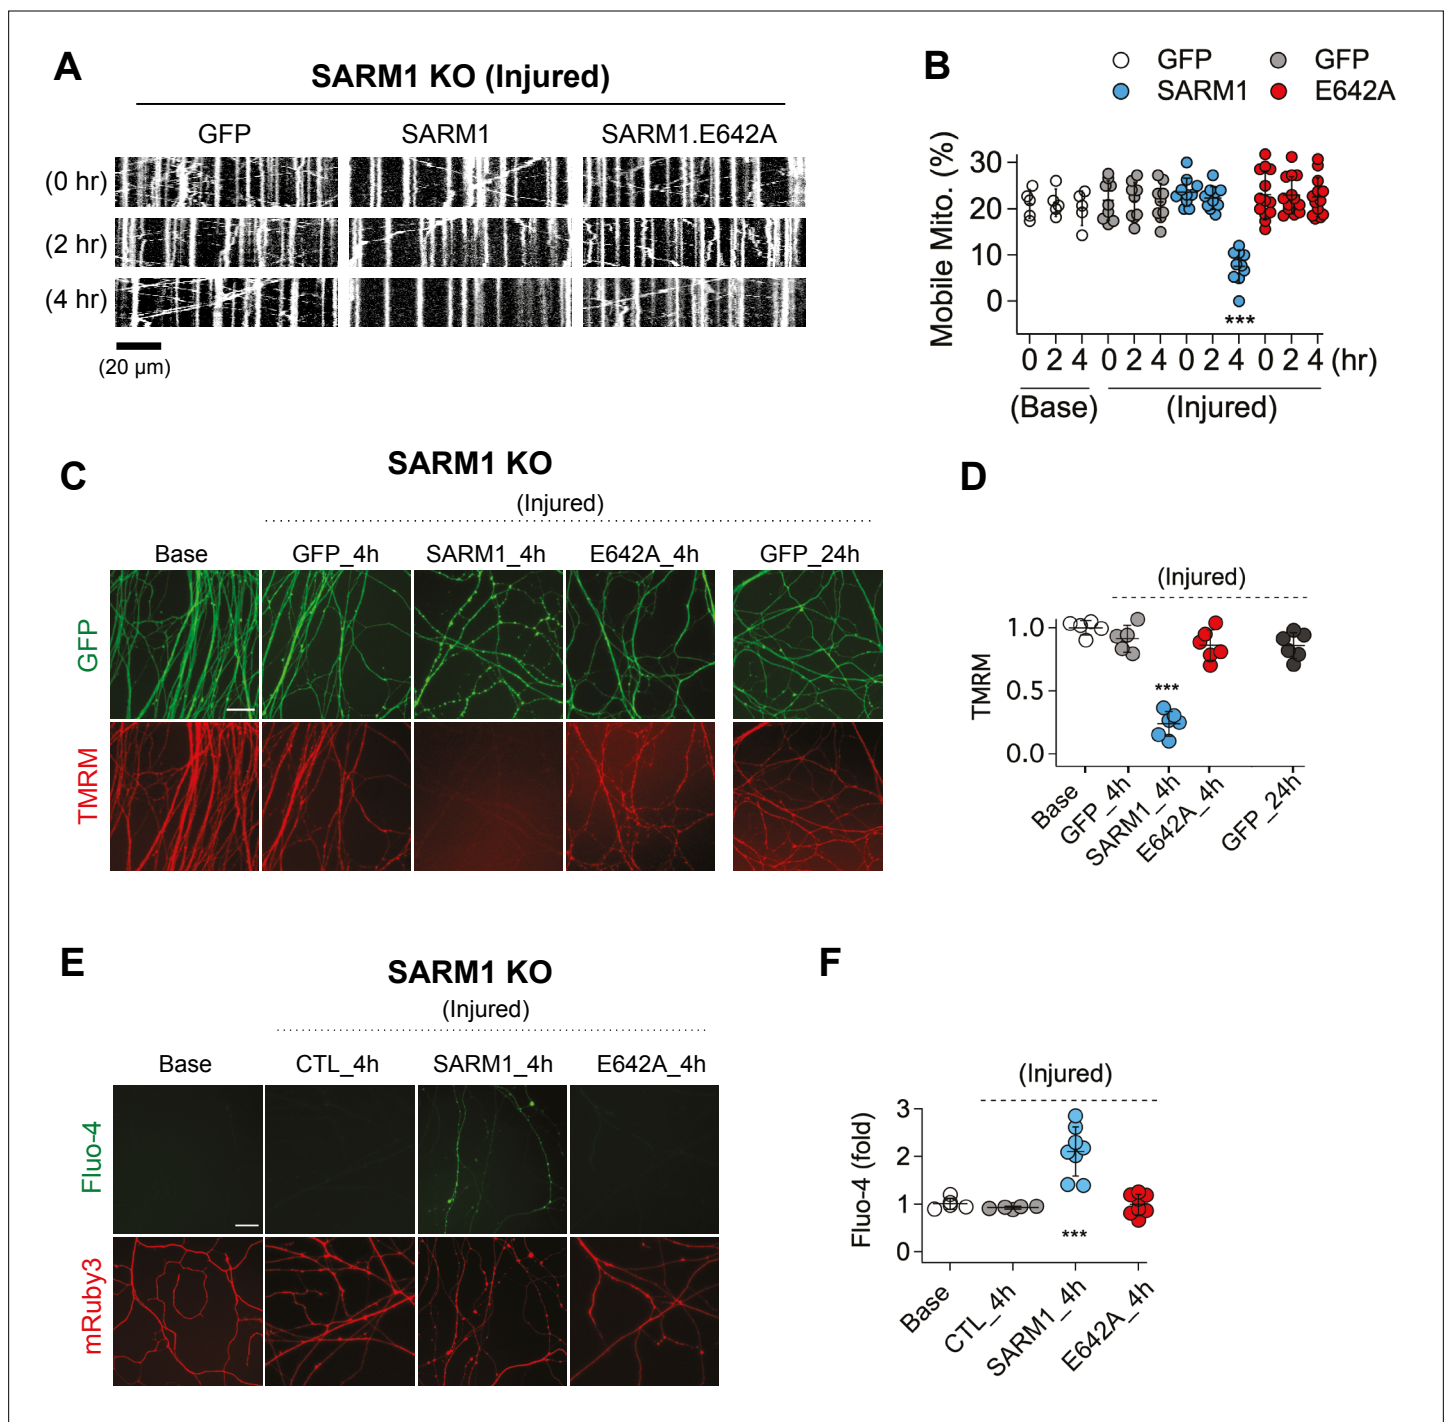 A
SARM1 KO (Injured)
GFP
SARM1
SARM1.E642A
(0 hr)
(2 hr)
(4 hr)
(20 µm)
B
GFP
GFP
SARM1
E642A
Mobile Mito. (%)
30
20
10
0
***
0 2 4 0 2 4 0 2 4 0 2 4 (hr)
(Base)
(Injured)
C
SARM1 KO
(Injured)
Base
GFP_4h
SARM1_4h
E642A_4h
GFP_24h
GFP
TMRM
D
(Injured)
TMRM
1.0
0.5
0.0
***
Base
GFP_4h
SARM1_4h
E642A_4h
GFP_24h
E
SARM1 KO
(Injured)
Base
CTL_4h
SARM1_4h
E642A_4h
Fluo-4
mRuby3
F
(Injured)
Fluo-4 (fold)
3
2
1
0
***
Base
CTL_4h
SARM1_4h
E642A_4h